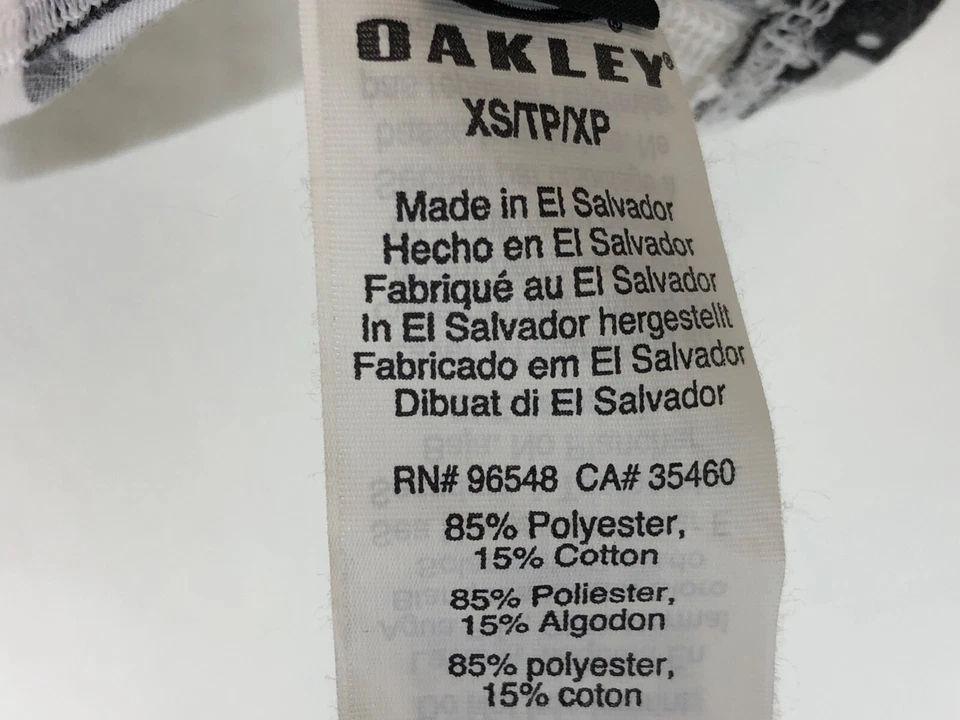 OAKLEY®
XS/TP/XP
Made in El Salvador
Hecho en El Salvador
Fabriqué au El Salvador
In El Salvador hergestellt
Fabricado em El Salvador
Dibuat di El Salvador
RN# 96548 CA# 35460
85% Polyester,
15% Cotton
85% Poliester,
15% Algodon
85% polyester,
15% coton